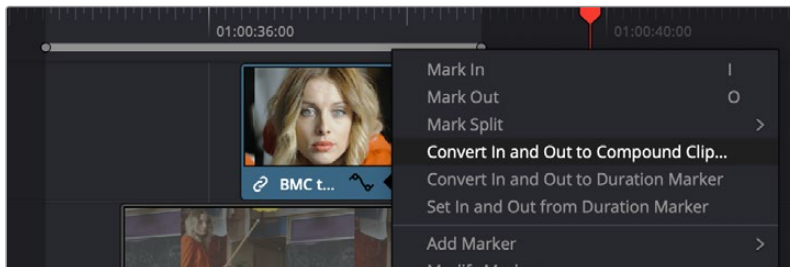 01:00:36:00
01:00:40:00
Mark In I
Mark Out O
Mark Split >
Convert In and Out to Compound Clip...
BMC t...
Convert In and Out to Duration Marker
Set In and Out from Duration Marker
Add Marker >